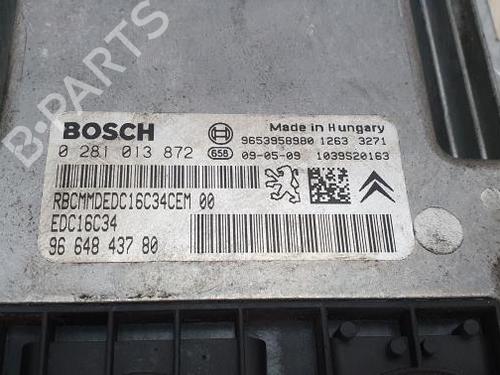 B-PARTS
BOSCH
Made in Hungary
9653958980 1263 3271
0 281 013 872
658
09-05-09 1039S20163
RBCMMDEDC16C34CEM 00
EDC16C34
96 648 437 80